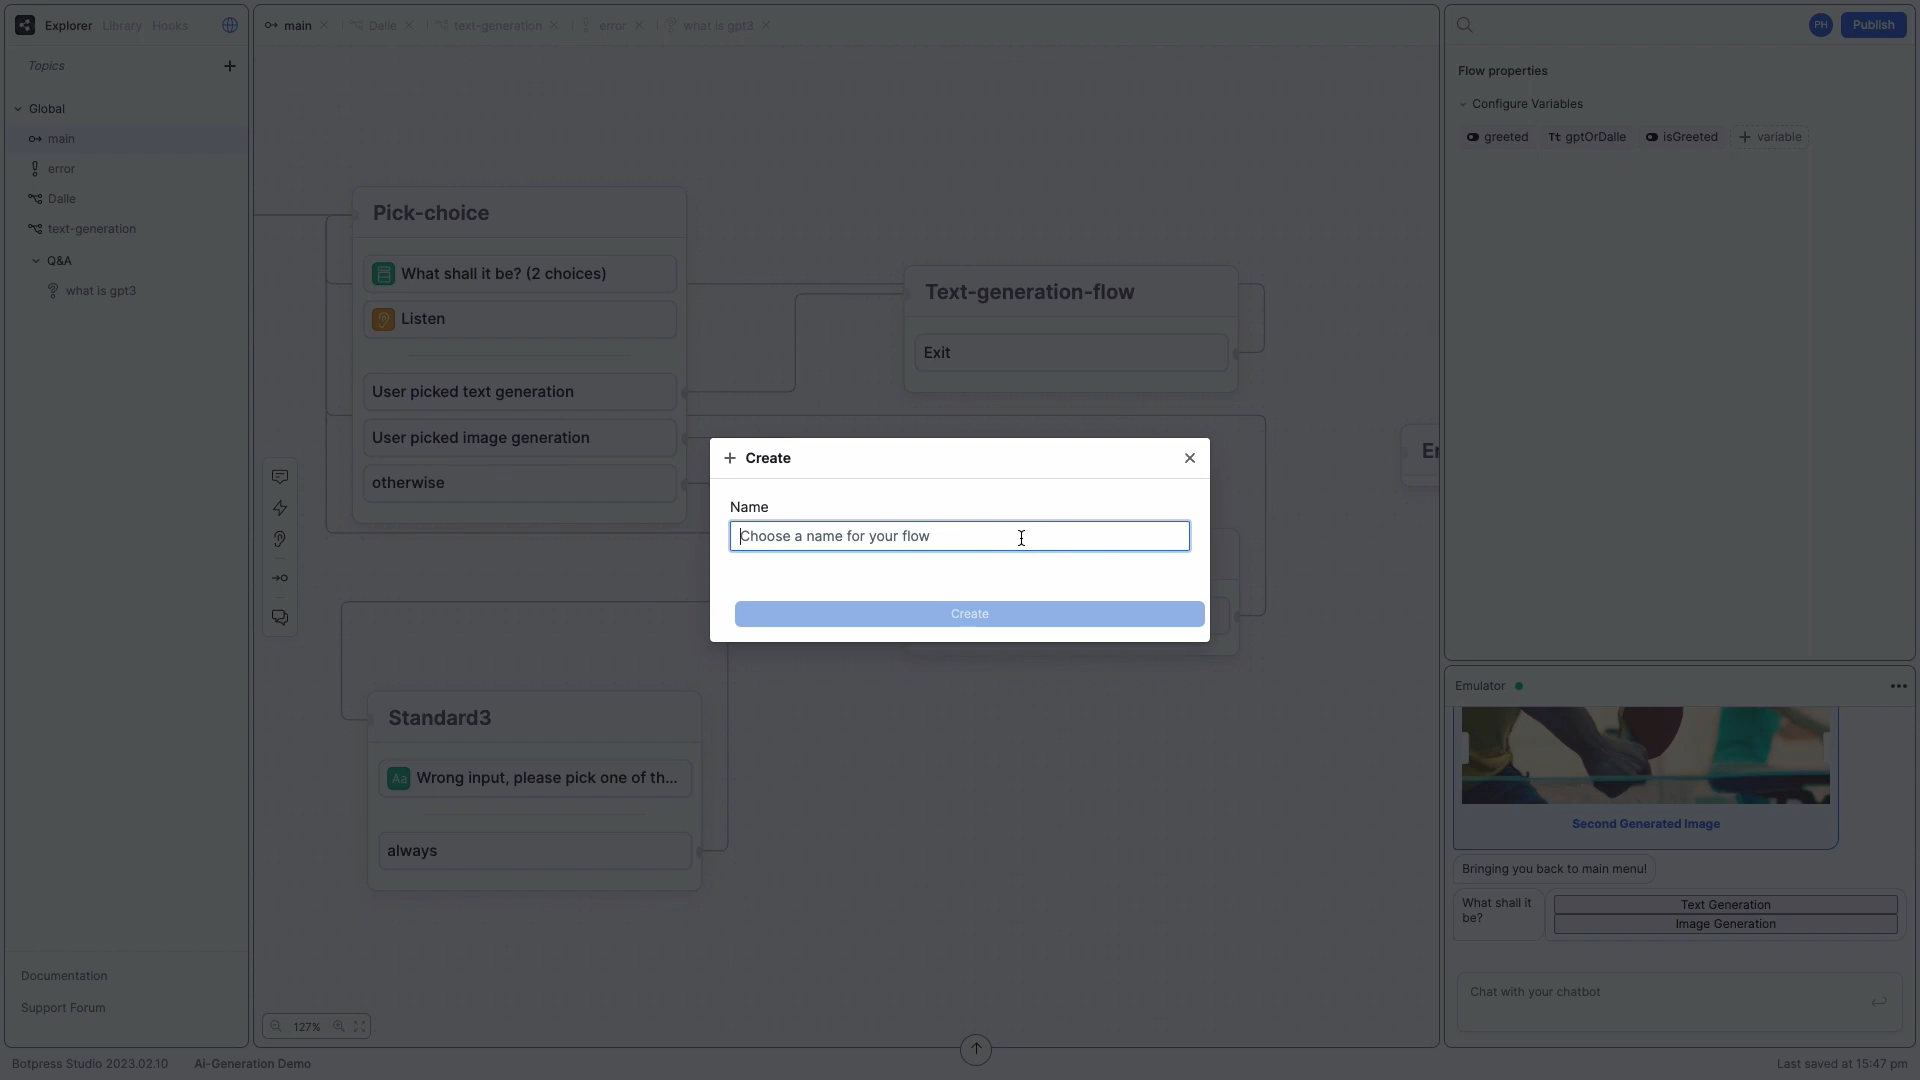 Explorer Library Hooks
Topics
Global
main
error
Dalle
text-generation
Q&A
what is gpt3
Documentation
Support Forum
main
Dalle
text-generation
error
what is gpt3
Pick-choice
What shall it be? (2 choices)
Listen
User picked text generation
User picked image generation
otherwise
Text-generation-flow
Exit
Standard3
Aa Wrong input, please pick one of th...
always
127%
Create
Name
Choose a name for your flow
Create
PH
Publish
Flow properties
Configure Variables
greeted
Tt gptOrDalle
isGreeted
variable
Emulator
Second Generated Image
Bringing you back to main menu!
What shall it
be?
Text Generation
Image Generation
Chat with your chatbot
Botpress Studio 2023.02.10
Ai-Generation Demo
Last saved at 15:47 pm